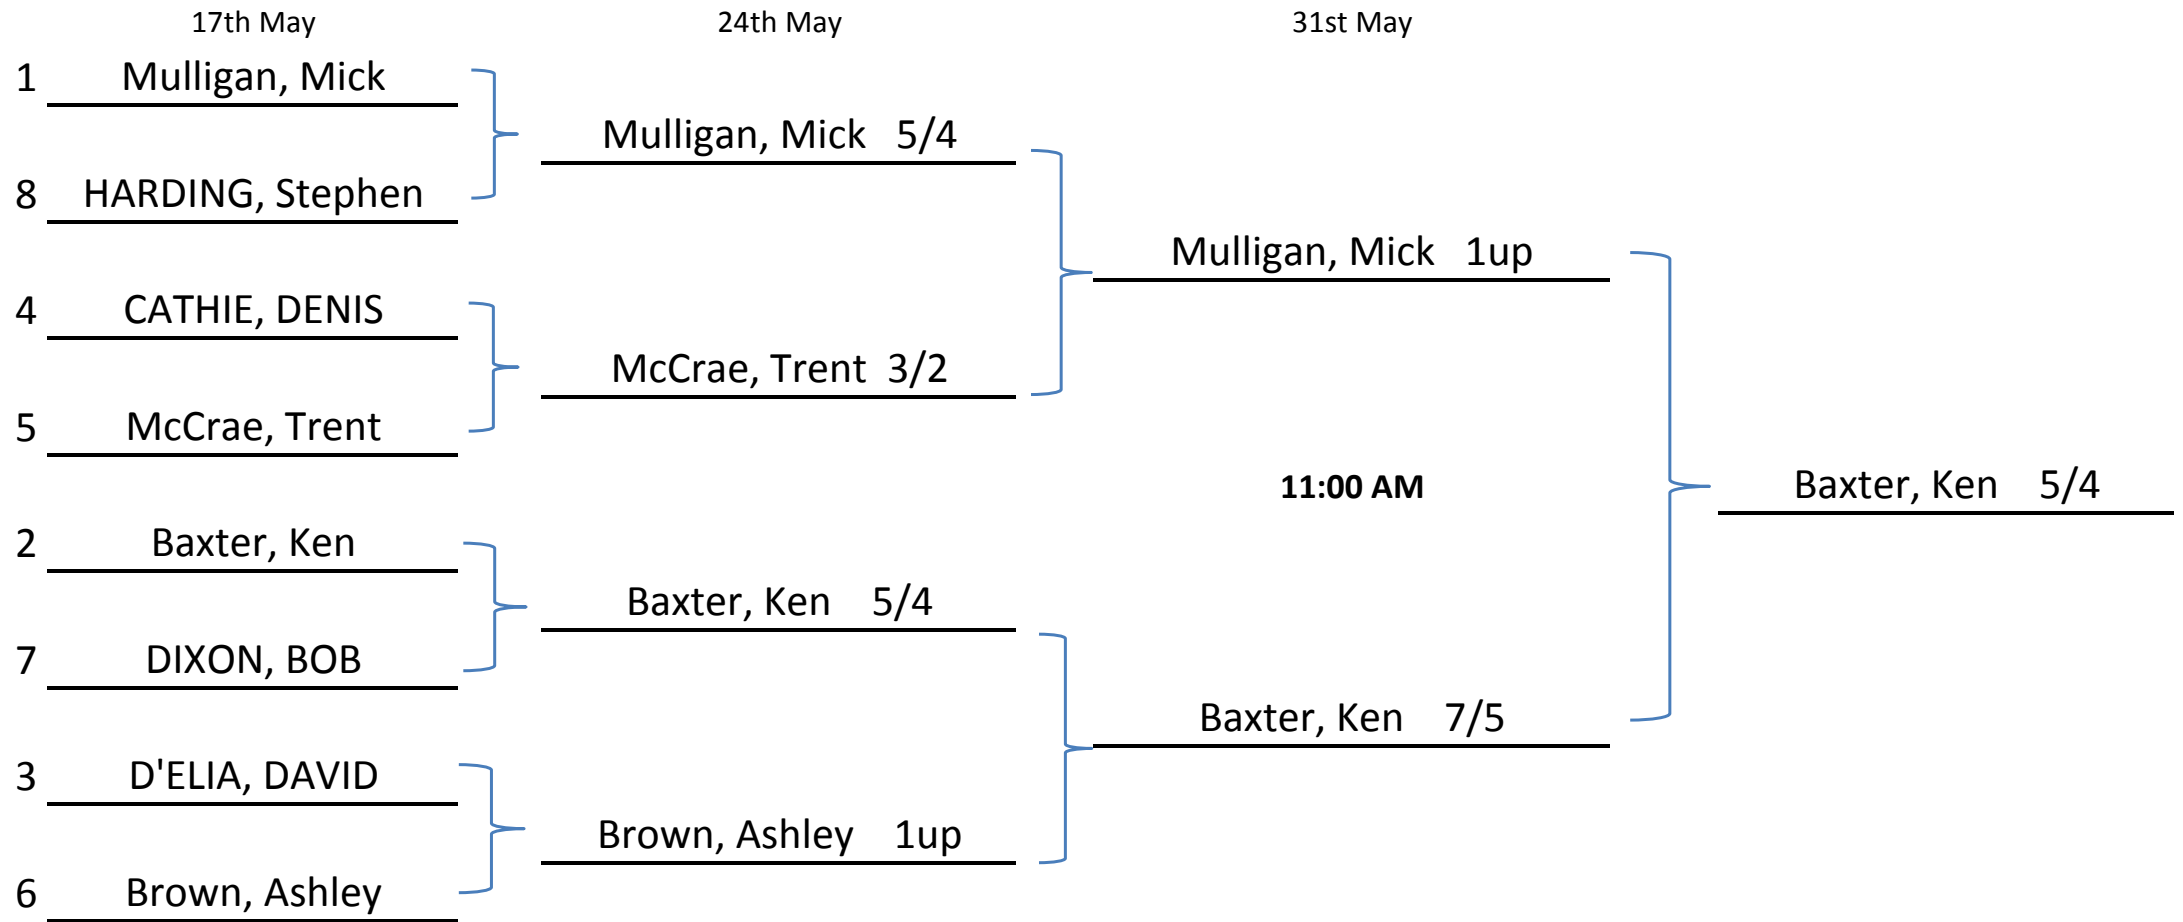 17th May 24th May 31st May
1 Mulligan, Mick
Mulligan, Mick 5/4
8 HARDING, Stephen
Mulligan, Mick 1up
4 CATHIE, DENIS
McCrae, Trent 3/2
5 McCrae, Trent
11:00 AM
Baxter, Ken 5/4
2 Baxter, Ken
Baxter, Ken 5/4
7 DIXON, BOB
Baxter, Ken 7/5
3 D'ELIA, DAVID
Brown, Ashley 1up
6 Brown, Ashley